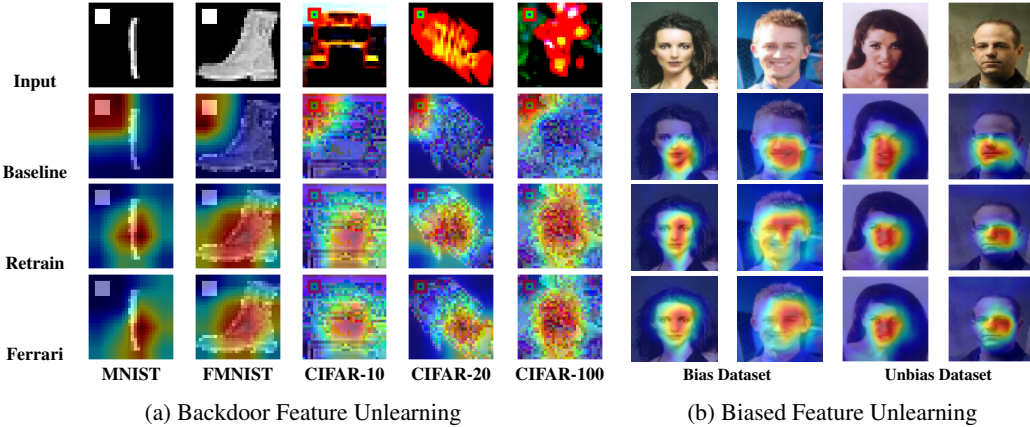 Input
Baseline
Retrain
Ferrari
MNIST FMNIST CIFAR-10 CIFAR-20 CIFAR-100 Bias Dataset Unbias Dataset
(a) Backdoor Feature Unlearning (b) Biased Feature Unlearning